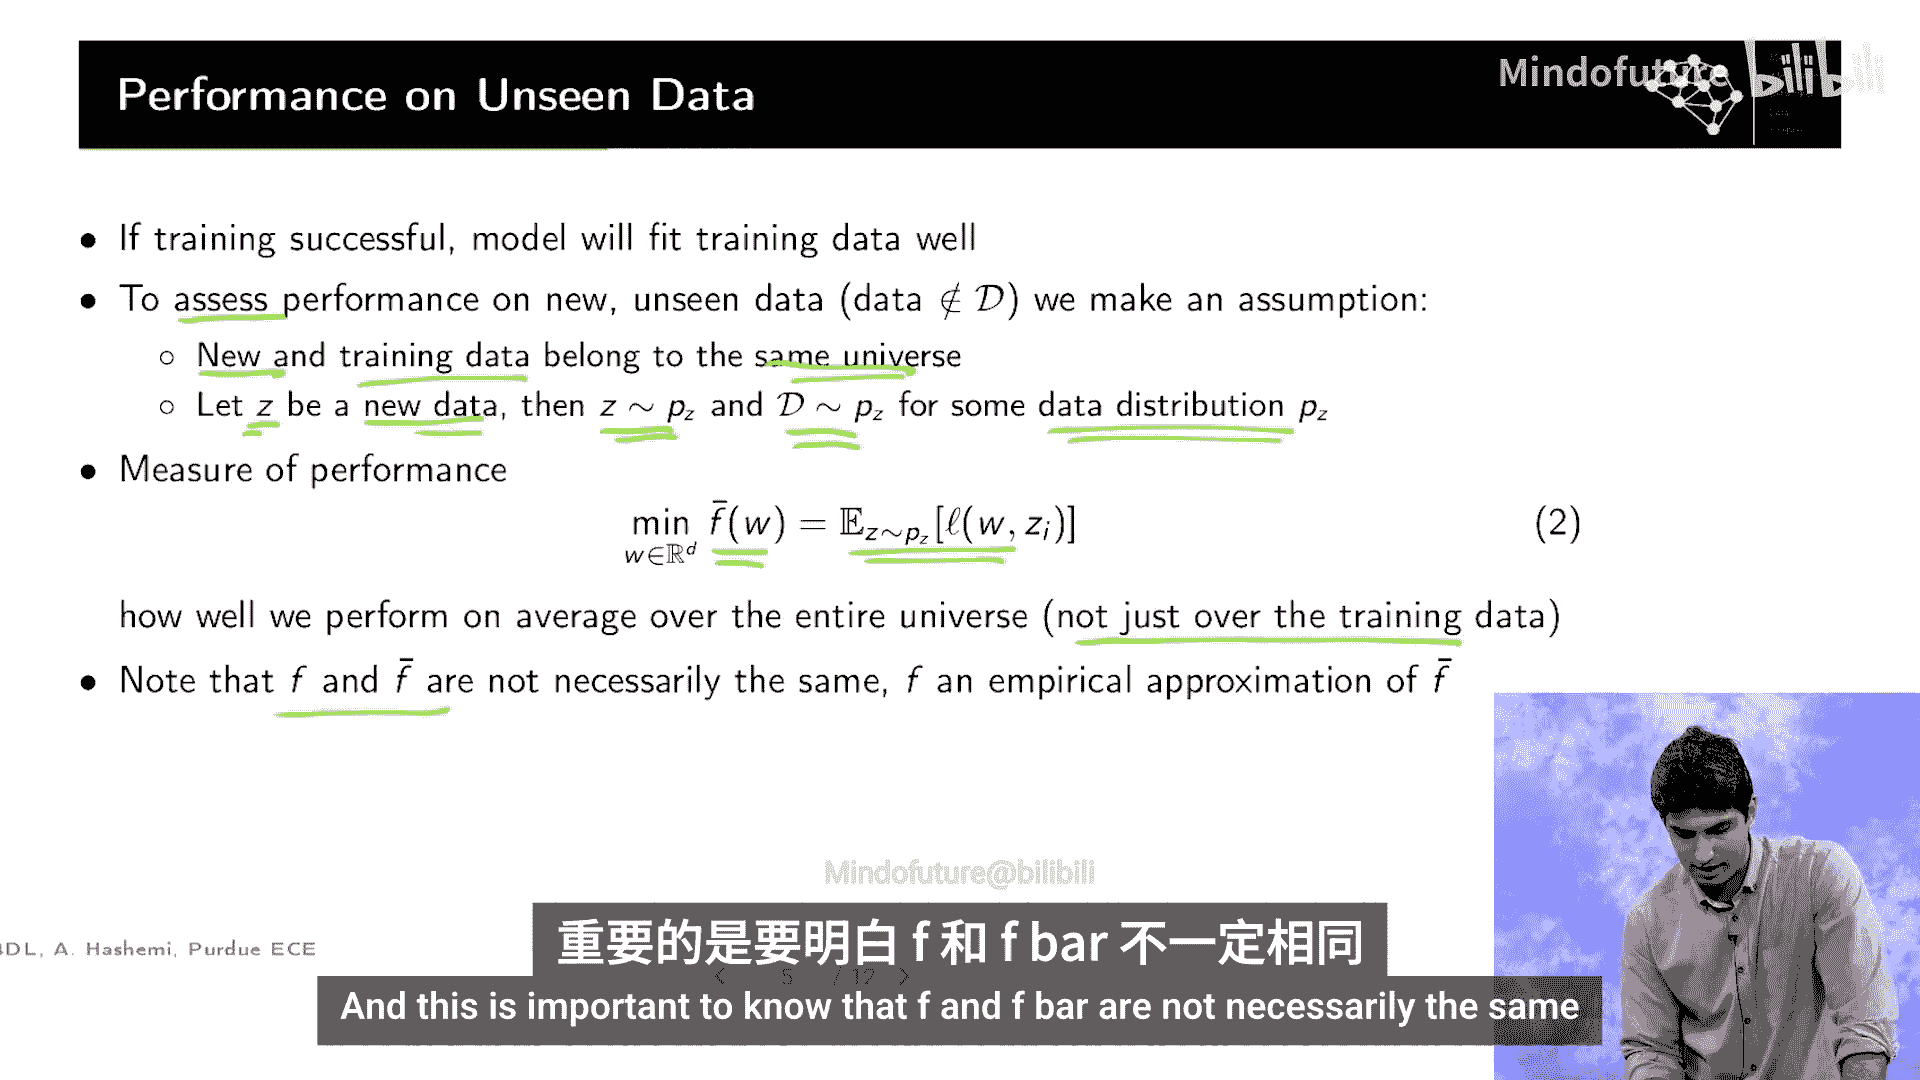 Performance on Unseen Data
Mindofuture
bilibili
• If training successful, model will fit training data well
• To assess performance on new, unseen data (data ∉ 𝒟) we make an assumption:
○ New and training data belong to the same universe
○ Let z be a new data, then z ∼ p_z and 𝒟 ∼ p_z for some data distribution p_z
• Measure of performance
min_{w∈ℝ^d} f̄(w) = 𝔼_{z∼p_z}[ℓ(w, z_i)] (2)
how well we perform on average over the entire universe (not just over the training data)
• Note that f and f̄ are not necessarily the same, f an empirical approximation of f̄
Mindofuture@bilibili
BDL, A. Hashemi, Purdue ECE
重要的是要明白 f 和 f bar 不一定相同
5 / 12
And this is important to know that f and f bar are not necessarily the same